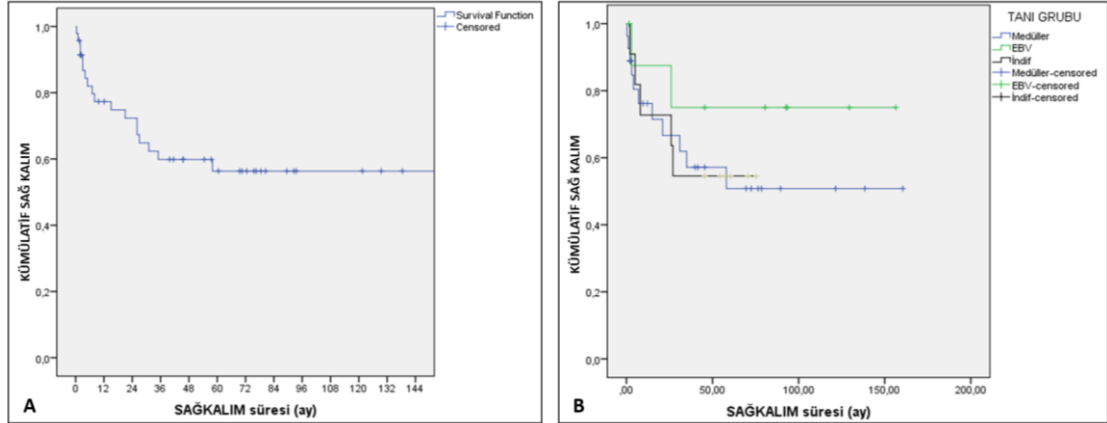 Survival Function
Censored
KÜMÜLATİF SAĞ KALIM
1,0
0,8
0,6
0,4
0,2
0,0
0 12 24 36 48 60 72 84 96 108 120 132 144
A
SAĞKALIM süresi (ay)
TANI GRUBU
Medüller
EBV
İndif
Medüller-censored
EBV-censored
İndif-censored
KÜMÜLATİF SAĞ KALIM
1,0
0,8
0,6
0,4
0,2
0,0
,00 50,00 100,00 150,00 200,00
B
SAĞKALIM süresi (ay)